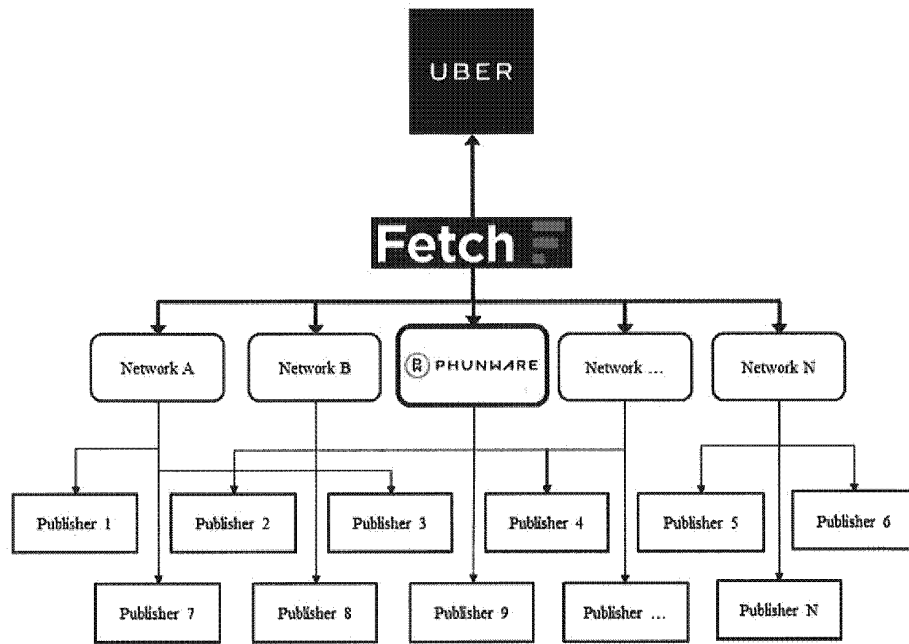 UBER
Fetch
Network A
Network B
PHUNWARE
Network ...
Network N
Publisher 1
Publisher 2
Publisher 3
Publisher 4
Publisher 5
Publisher 6
Publisher 7
Publisher 8
Publisher 9
Publisher ...
Publisher N